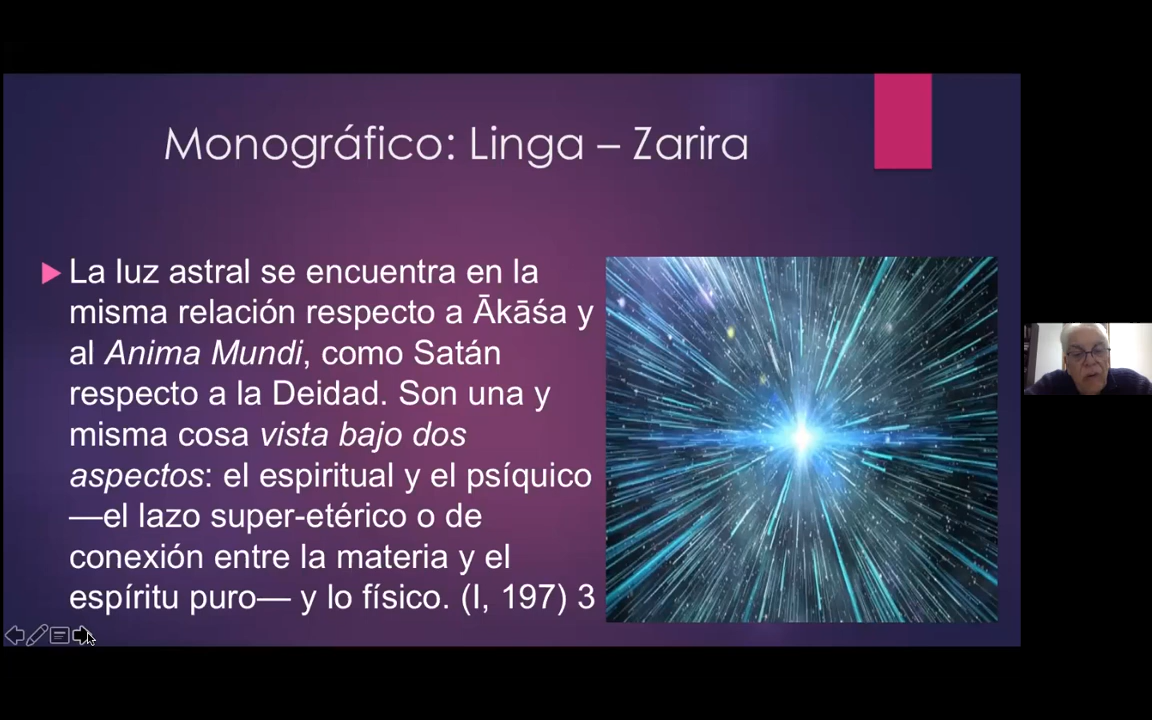 Monográfico: Linga – Zarira
La luz astral se encuentra en la
misma relación respecto a Ākāśa y
al Anima Mundi, como Satán
respecto a la Deidad. Son una y
misma cosa vista bajo dos
aspectos: el espiritual y el psíquico
—el lazo super-etérico o de
conexión entre la materia y el
espíritu puro— y lo físico. (I, 197) 3